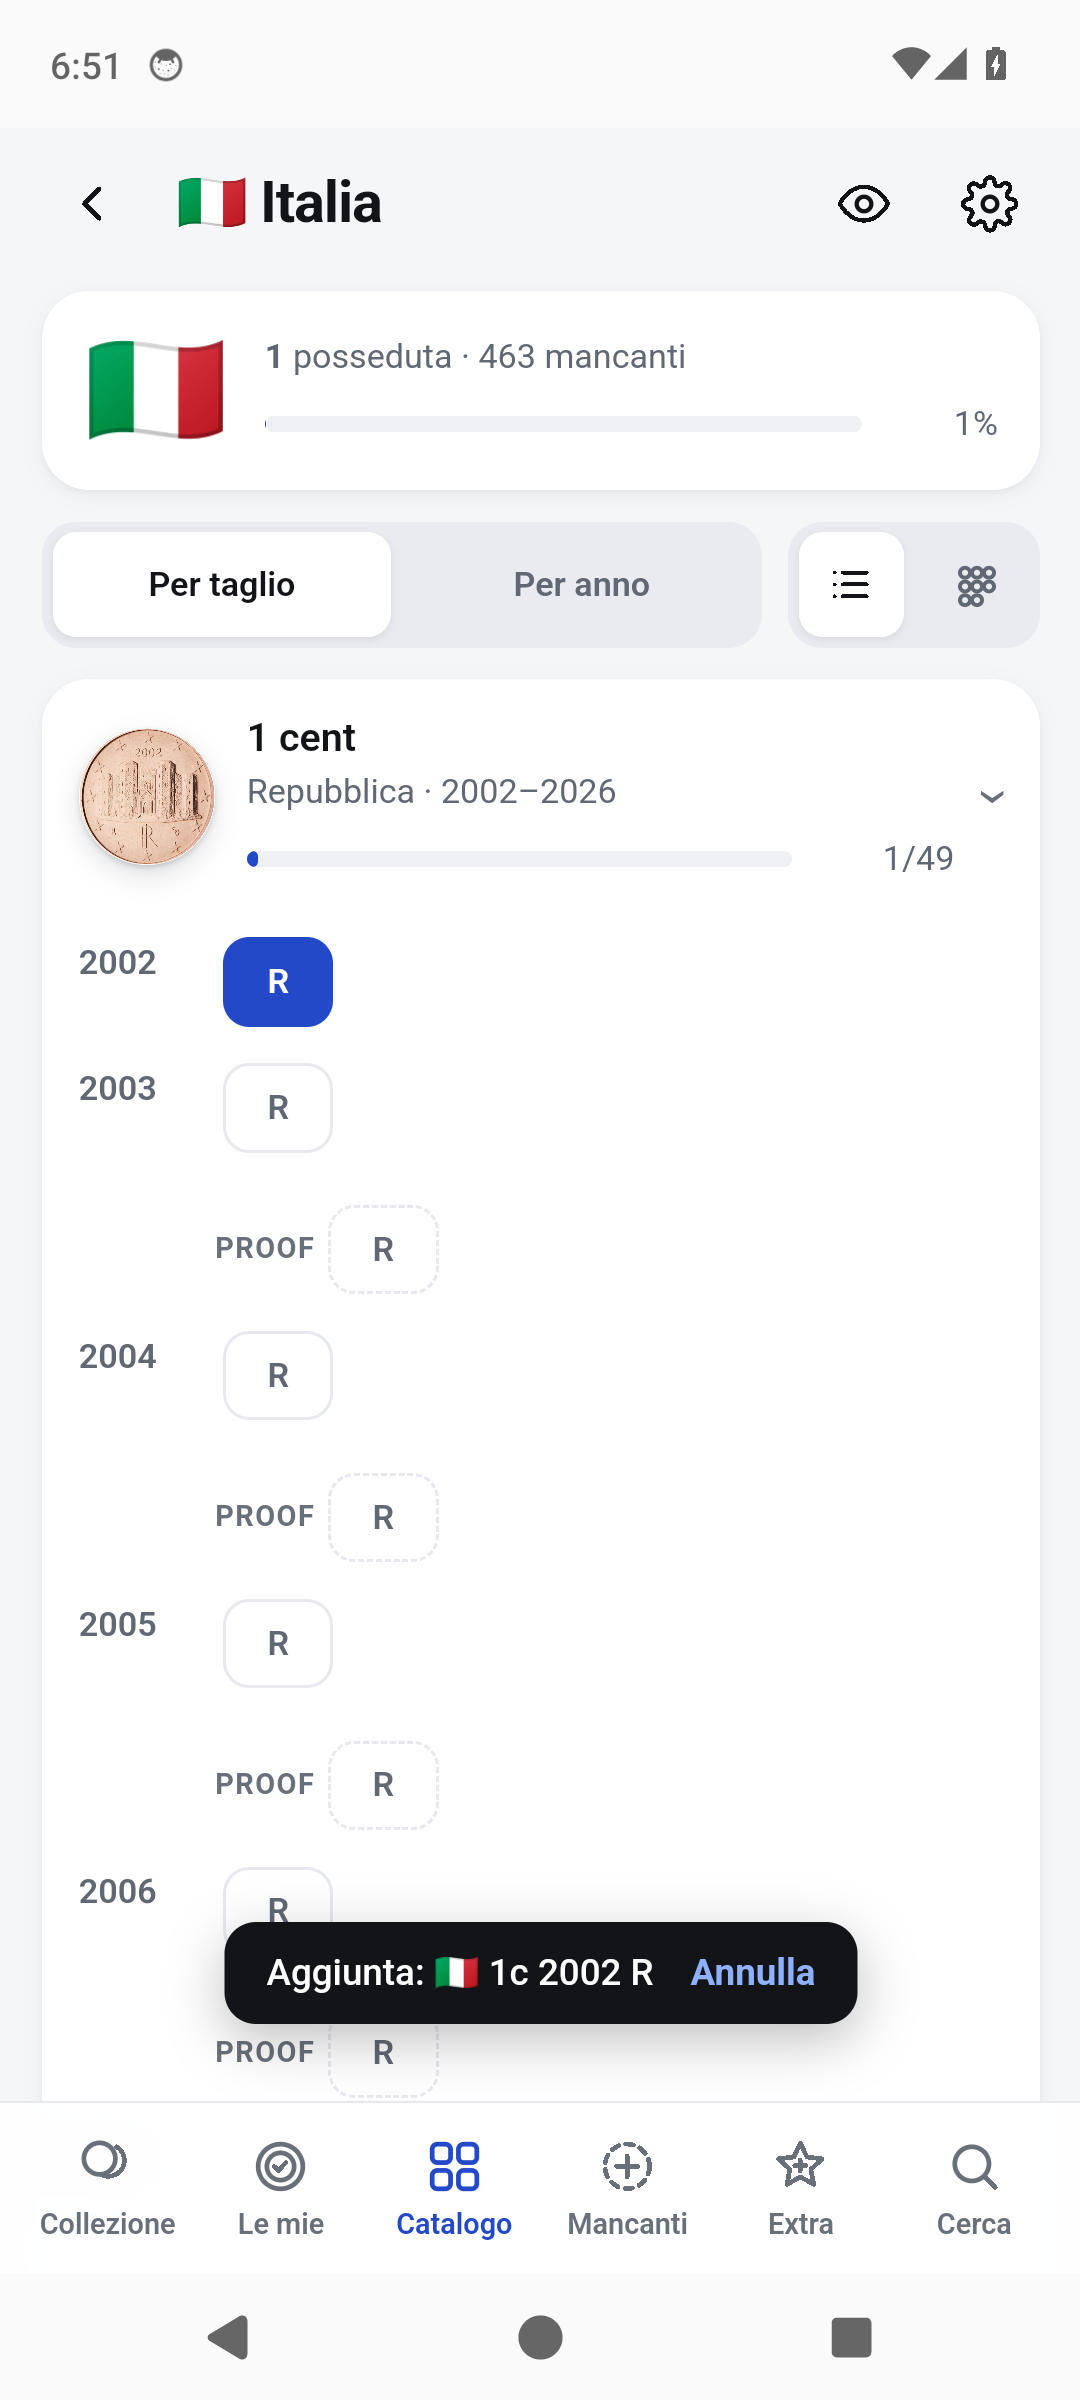 6:51
Italia
1 posseduta · 463 mancanti
1%
Per taglio
Per anno
1 cent
Repubblica · 2002–2026
1/49
2002
R
2003
R
PROOF
R
2004
R
PROOF
R
2005
R
PROOF
R
2006
R
Aggiunta: 🇮🇹 1c 2002 R Annulla
PROOF
R
Collezione
Le mie
Catalogo
Mancanti
Extra
Cerca